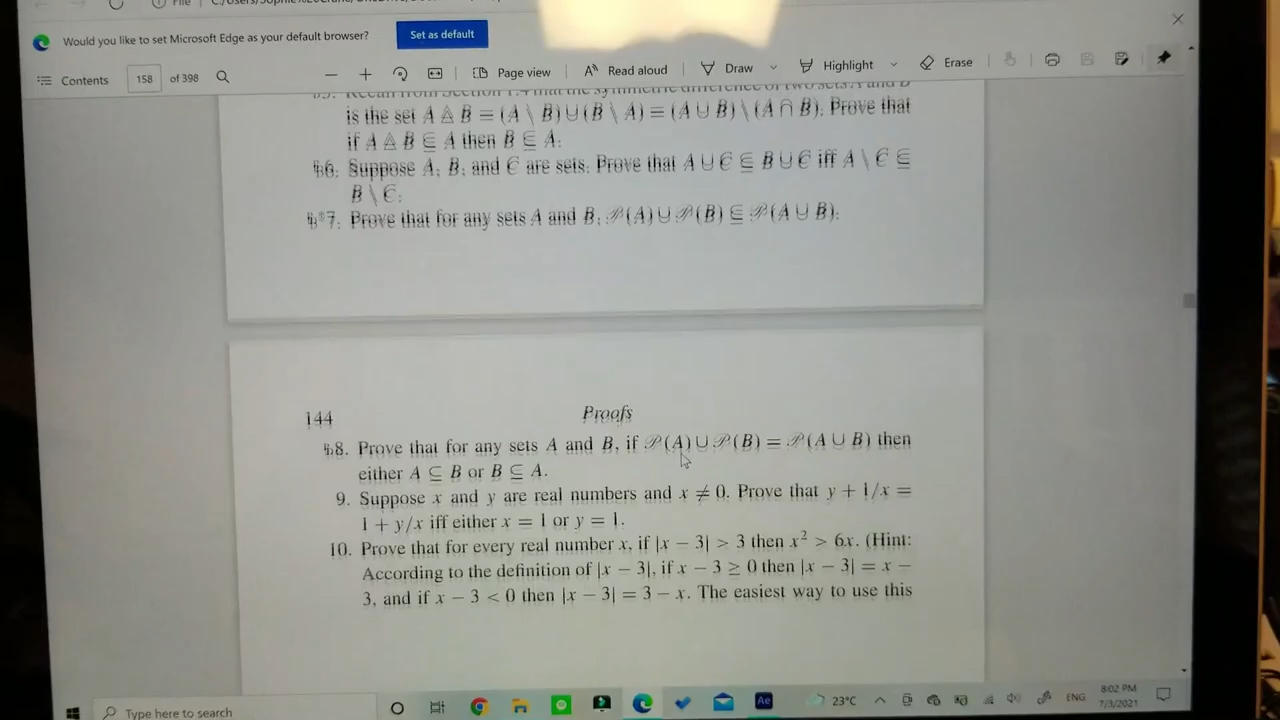 File
Would you like to set Microsoft Edge as your default browser? Set as default
Contents 158 of 398 Page view Read aloud Draw Highlight Erase
is the set A △ B = (A \ B) ∪ (B \ A) = (A ∪ B) \ (A ∩ B). Prove that
if A △ B ⊆ A then B ⊆ A.
6. Suppose A, B, and C are sets. Prove that A ∪ C ⊆ B ∪ C iff A \ C ⊆
B \ C.
*7. Prove that for any sets A and B, 𝒫(A) ∪ 𝒫(B) ⊆ 𝒫(A ∪ B).
144 Proofs
8. Prove that for any sets A and B, if 𝒫(A) ∪ 𝒫(B) = 𝒫(A ∪ B) then
either A ⊆ B or B ⊆ A.
9. Suppose x and y are real numbers and x ≠ 0. Prove that y + 1/x =
1 + y/x iff either x = 1 or y = 1.
10. Prove that for every real number x, if |x − 3| > 3 then x² > 6x. (Hint:
According to the definition of |x − 3|, if x − 3 ≥ 0 then |x − 3| = x −
3, and if x − 3 < 0 then |x − 3| = 3 − x. The easiest way to use this
Type here to search Ae 23°C ENG 8:02 PM
7/3/2021